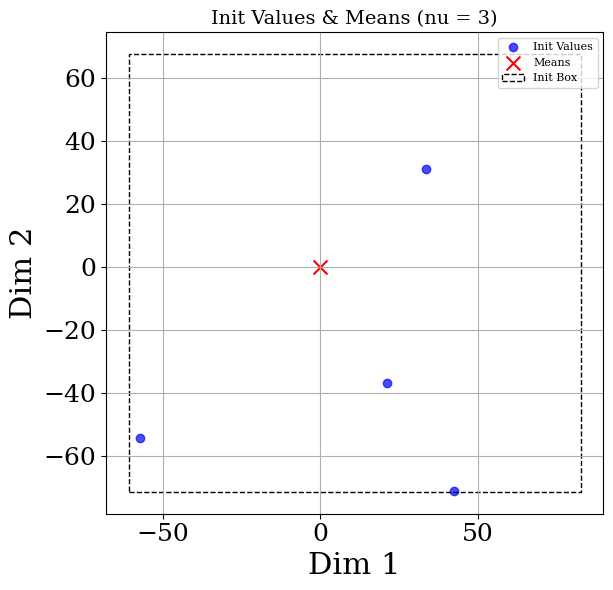 Init Values & Means (nu = 3)
Init Values
Means
Init Box
60
40
20
0
−20
−40
−60
Dim 2
−50
0
50
Dim 1